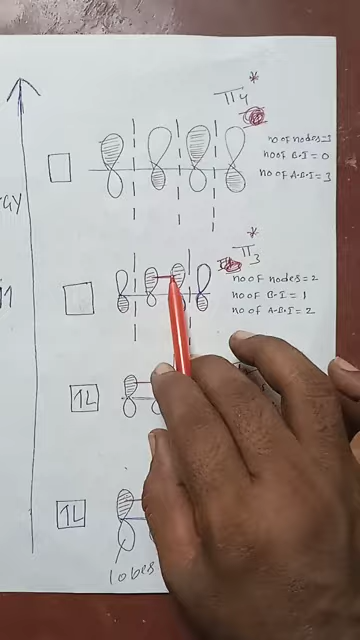 π4*
no of nodes=3
no of B.I = 0
no of A.B.I = 3
π3*
no of nodes = 2
no of B-I = 1
no of A-B-I = 2
1L
1L
lobes